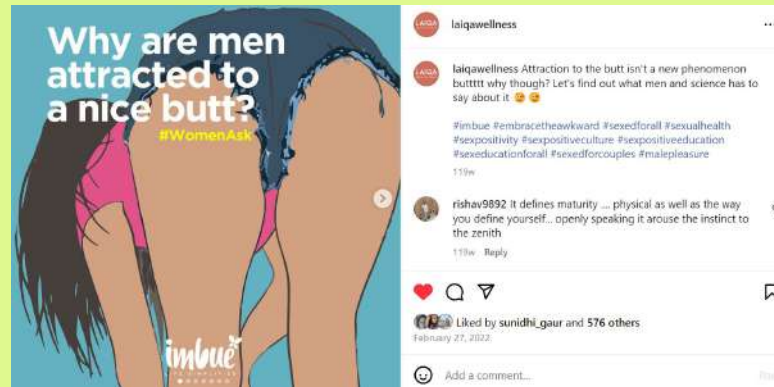 Why are men
attracted to
a nice butt?
#WomenAsk
imbue
laiqawellness
laiqawellness Attraction to the butt isn't a new phenomenon
buttttt why though? Let's find out what men and science has to
say about it
#imbue #embracetheawkward #sexedforall #sexualhealth
#sexpositivity #sexpositiveculture #sexpositiveeducation
#sexeducationforall #sexedforcouples #malepleasure
119w
rishav9892 It defines maturity .... physical as well as the way
you define yourself... openly speaking it arouse the instinct to
the zenith
119w Reply
Liked by sunidhi_gaur and 576 others
February 27, 2022
Add a comment...